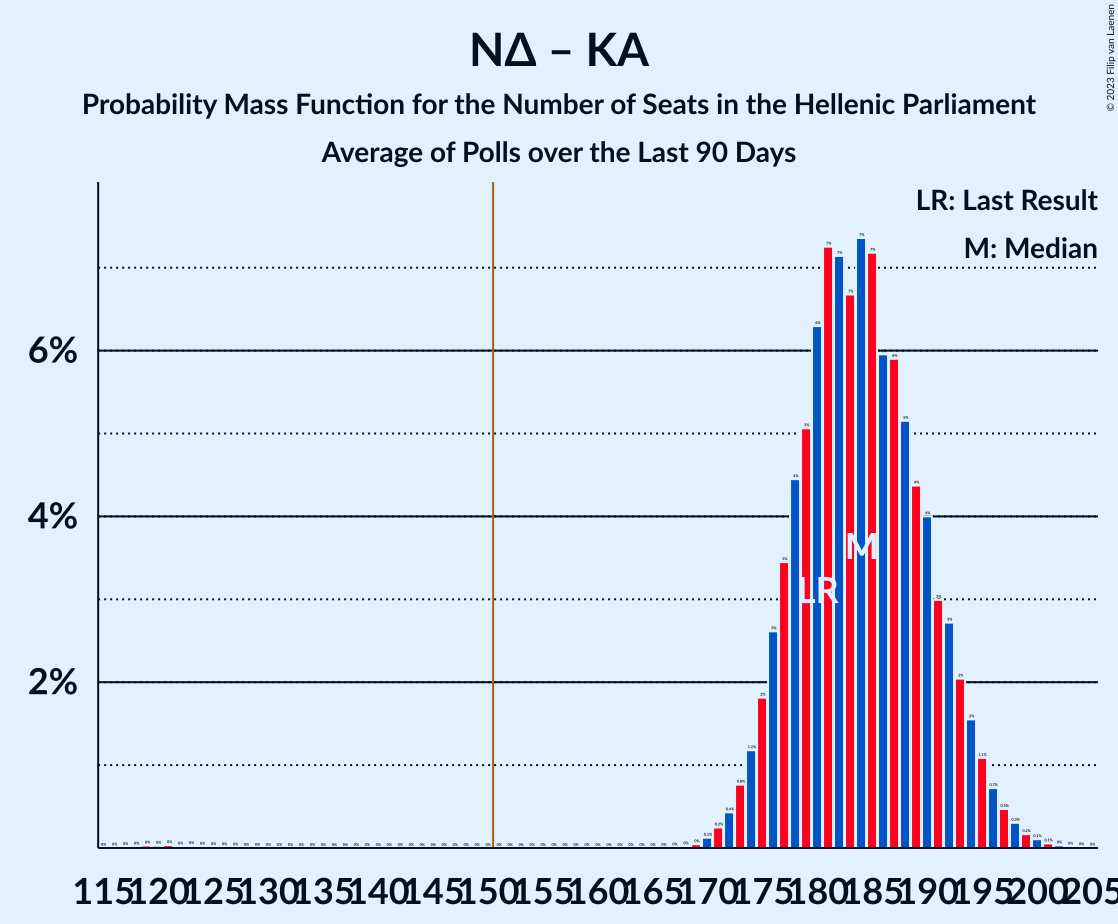 ΝΔ – ΚΑ
Probability Mass Function for the Number of Seats in the Hellenic Parliament
Average of Polls over the Last 90 Days
© 2023 Filip van Laenen
LR: Last Result
M: Median
6%
4%
2%
M
LR
115 120 125 130 135 140 145 150 155 160 165 170 175 180 185 190 195 200 205